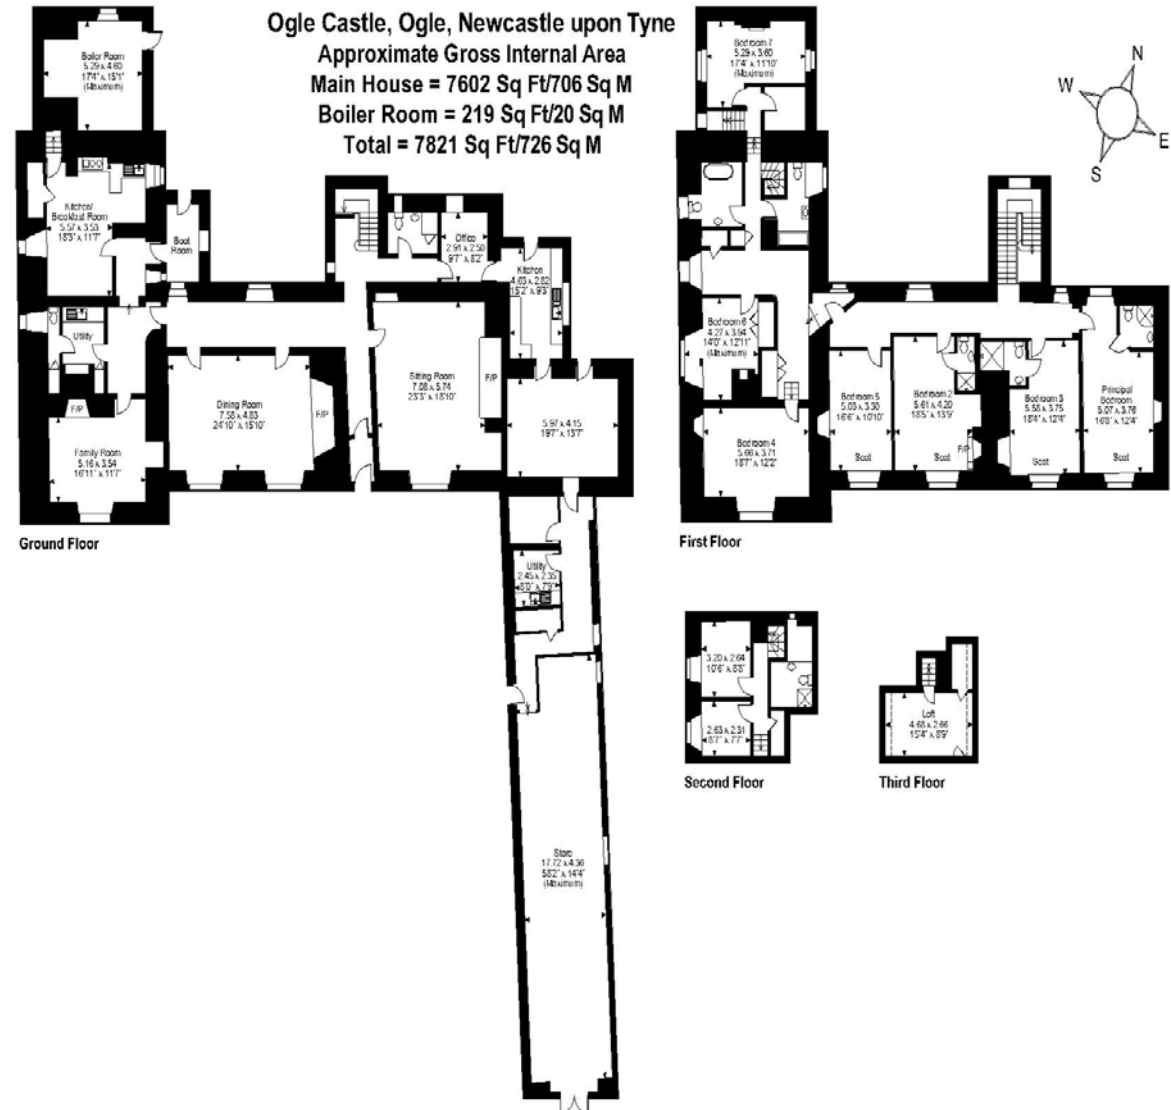 Ogle Castle, Ogle, Newcastle upon Tyne
Approximate Gross Internal Area
Main House = 7602 Sq Ft/706 Sq M
Boiler Room = 219 Sq Ft/20 Sq M
Total = 7821 Sq Ft/726 Sq M
N
W
E
S
Boiler Room
5.29 x 4.60
17'4" x 15'1"
(Maximum)
Kitchen/
Breakfast Room
5.57 x 3.53
18'3" x 11'7"
Boot
Room
Utility
F/P
Family Room
5.16 x 3.54
16'11" x 11'7"
Dining Room
7.58 x 4.83
24'10" x 15'10"
F/P
Sitting Room
7.08 x 5.74
23'3" x 18'10"
F/P
Office
2.91 x 2.50
9'7" x 8'2"
Kitchen
4.63 x 2.82
15'2" x 9'3"
5.97 x 4.15
19'7" x 13'7"
Utility
2.45 x 2.35
8'0" x 7'9"
Store
17.72 x 4.36
58'2" x 14'4"
(Maximum)
Ground Floor
Bedroom 7
5.29 x 3.60
17'4" x 11'10"
(Maximum)
Bedroom 6
4.27 x 3.94
14'0" x 12'11"
(Maximum)
Bedroom 4
5.66 x 3.71
18'7" x 12'2"
Bedroom 5
5.03 x 3.30
16'6" x 10'10"
Seat
Bedroom 2
5.61 x 4.20
18'5" x 13'9"
Seat
F/P
Bedroom 3
5.58 x 3.75
18'4" x 12'4"
Seat
Principal
Bedroom
5.07 x 3.76
16'8" x 12'4"
Seat
First Floor
3.20 x 2.64
10'6" x 8'8"
2.63 x 2.31
8'7" x 7'7"
Second Floor
Loft
4.68 x 2.66
15'4" x 8'9"
Third Floor